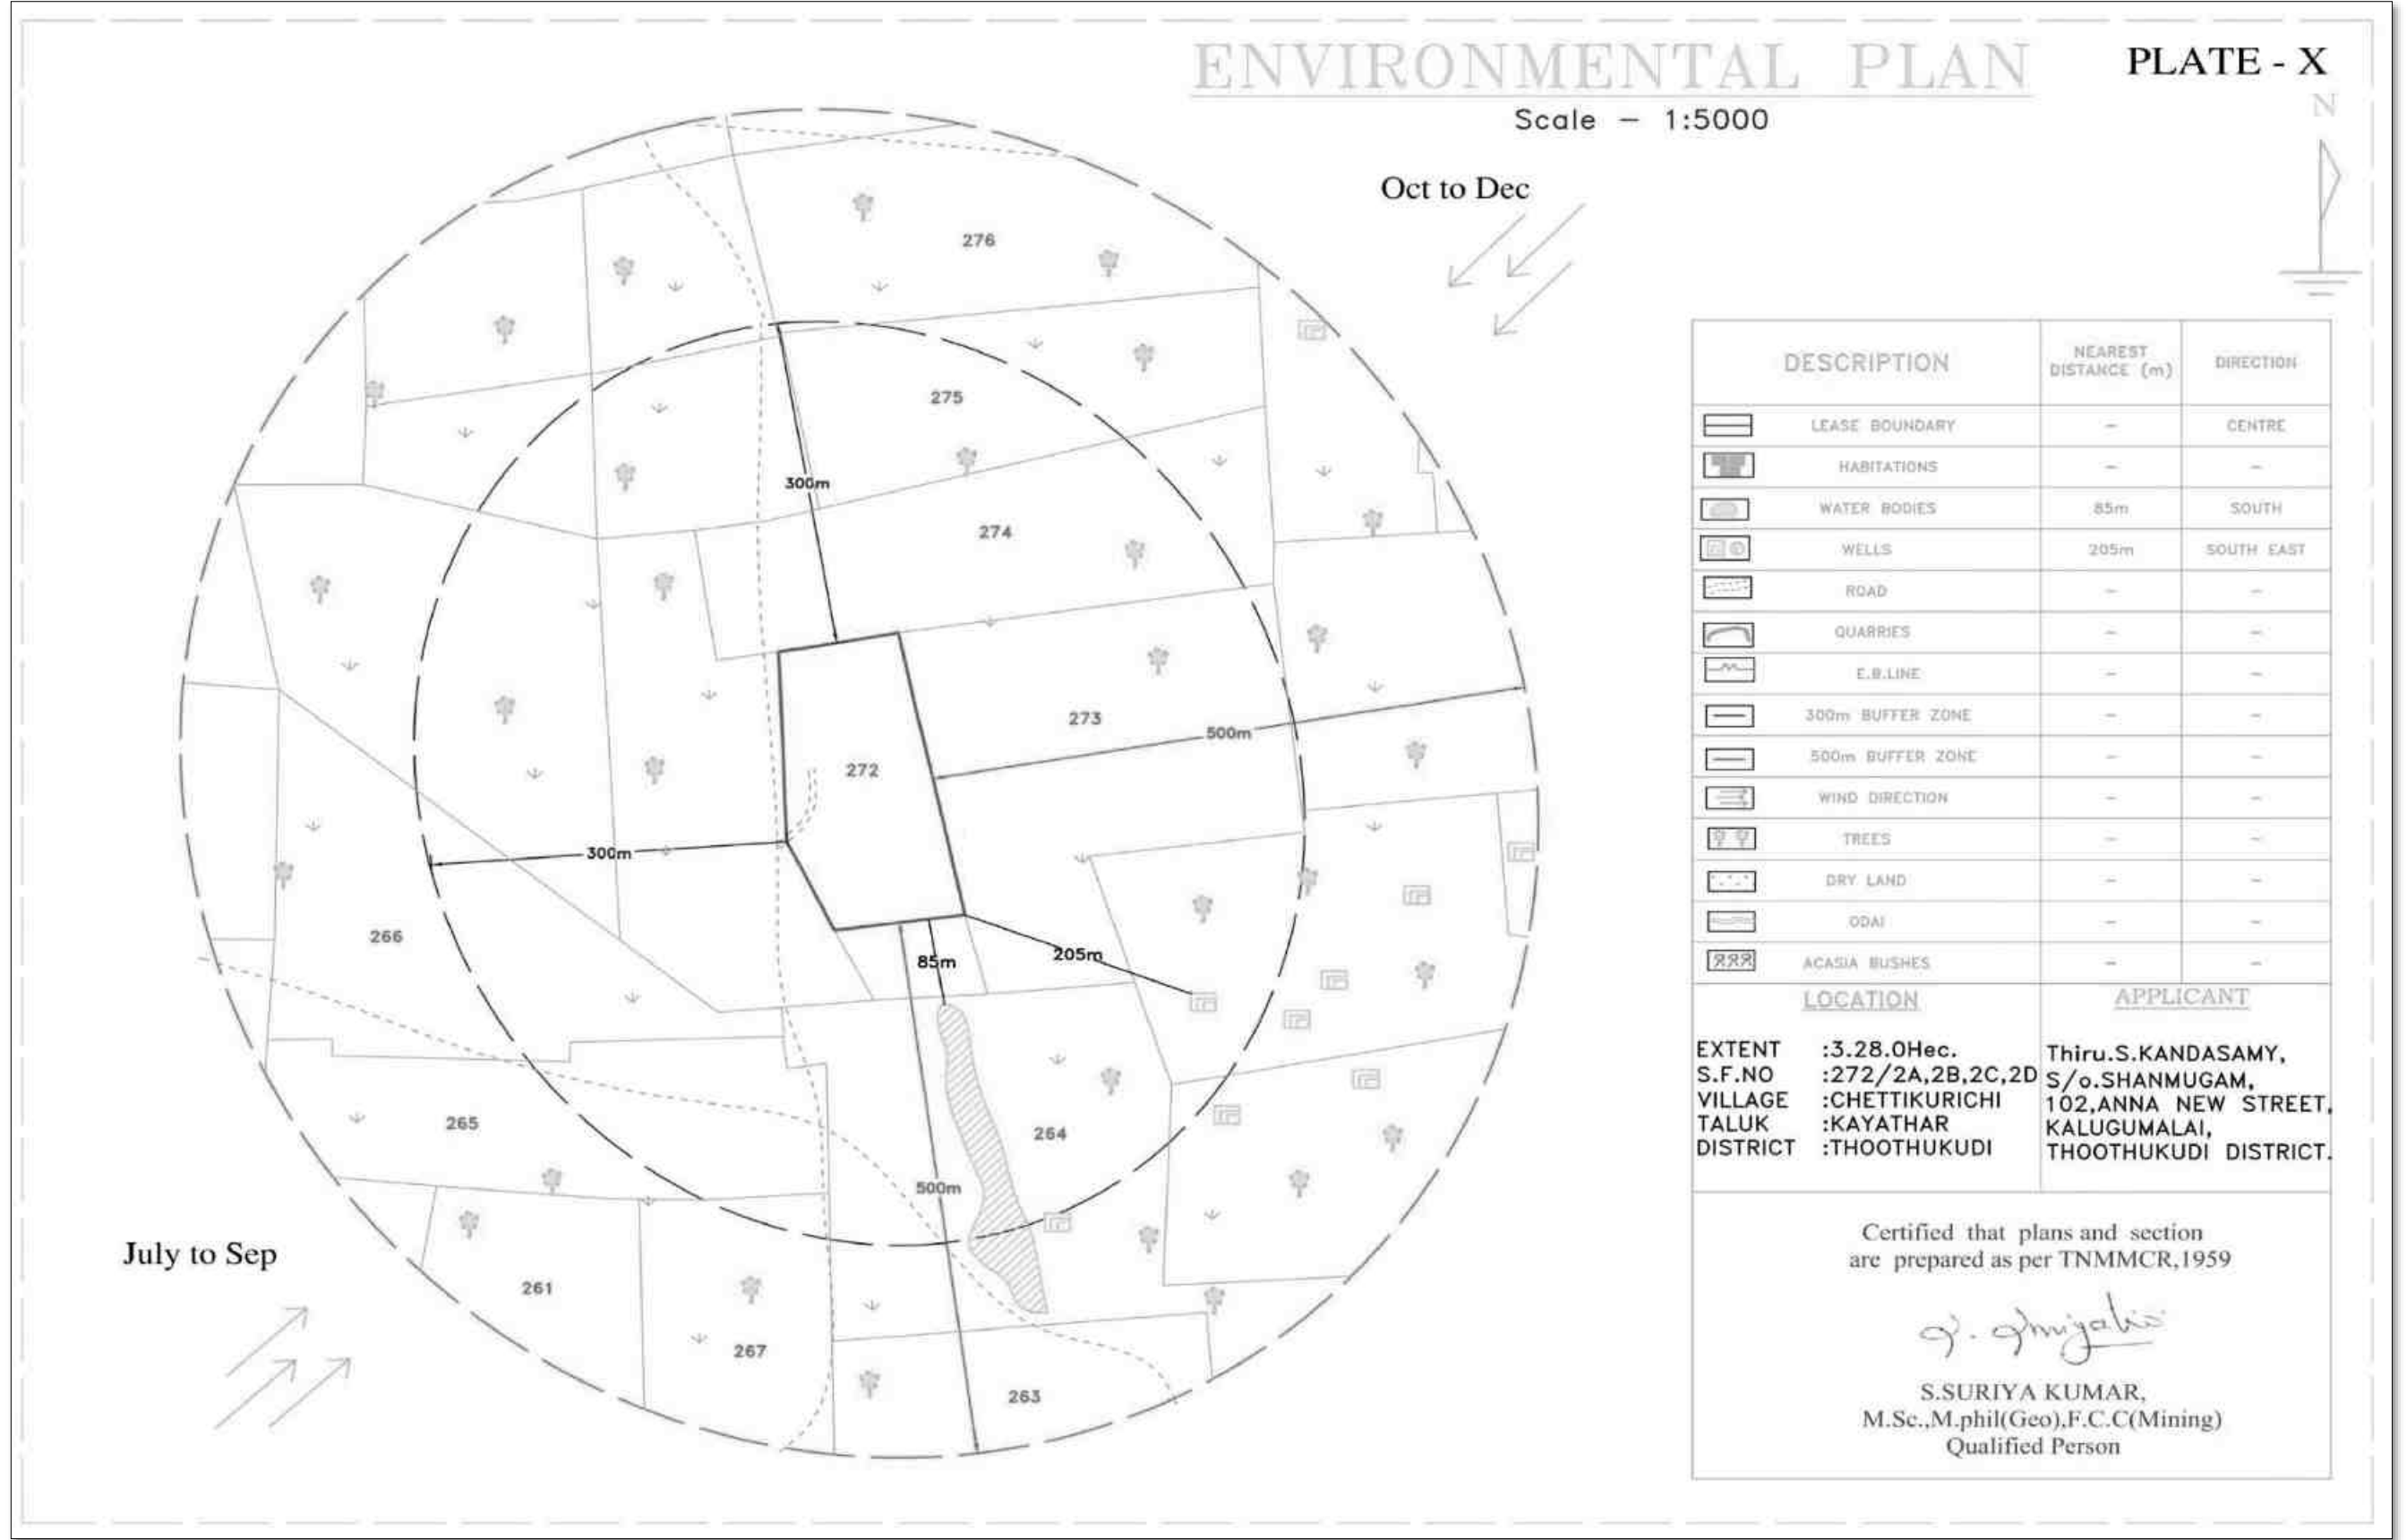 ENVIRONMENTAL PLAN
PLATE - X
Scale - 1:5000
N
Oct to Dec
276
275
300m
274
273
500m
272
300m
266
85m
205m
265
264
500m
July to Sep
261
267
263
DESCRIPTION NEAREST DISTANCE (m) DIRECTION
LEASE BOUNDARY - CENTRE
HABITATIONS - -
WATER BODIES 85m SOUTH
WELLS 205m SOUTH EAST
ROAD - -
QUARRIES - -
E.B.LINE - -
300m BUFFER ZONE - -
500m BUFFER ZONE - -
WIND DIRECTION - -
TREES - -
DRY LAND - -
ODAI - -
ACASIA BUSHES - -
LOCATION
EXTENT :3.28.0Hec.
S.F.NO :272/2A,2B,2C,2D
VILLAGE :CHETTIKURICHI
TALUK :KAYATHAR
DISTRICT :THOOTHUKUDI
APPLICANT
Thiru.S.KANDASAMY,
S/o.SHANMUGAM,
102,ANNA NEW STREET,
KALUGUMALAI,
THOOTHUKUDI DISTRICT.
Certified that plans and section
are prepared as per TNMMCR,1959
S.SURIYA KUMAR,
M.Sc.,M.phil(Geo),F.C.C(Mining)
Qualified Person